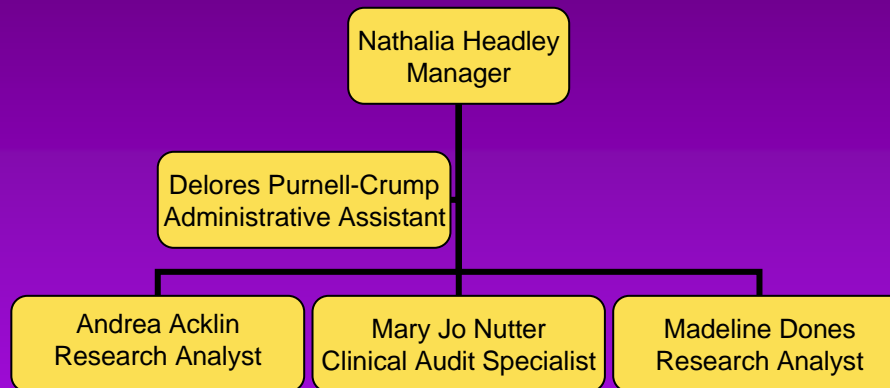 Nathalia Headley
Manager
Delores Purnell-Crump
Administrative Assistant
Andrea Acklin
Research Analyst
Mary Jo Nutter
Clinical Audit Specialist
Madeline Dones
Research Analyst